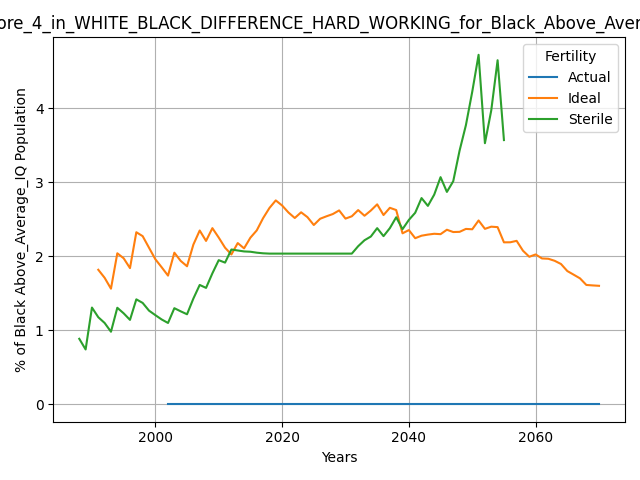 ore_4_in_WHITE_BLACK_DIFFERENCE_HARD_WORKING_for_Black_Above_Aver
Fertility
Actual
Ideal
Sterile
% of Black Above_Average_IQ Population
4
3
2
1
0
2000 2020 2040 2060
Years